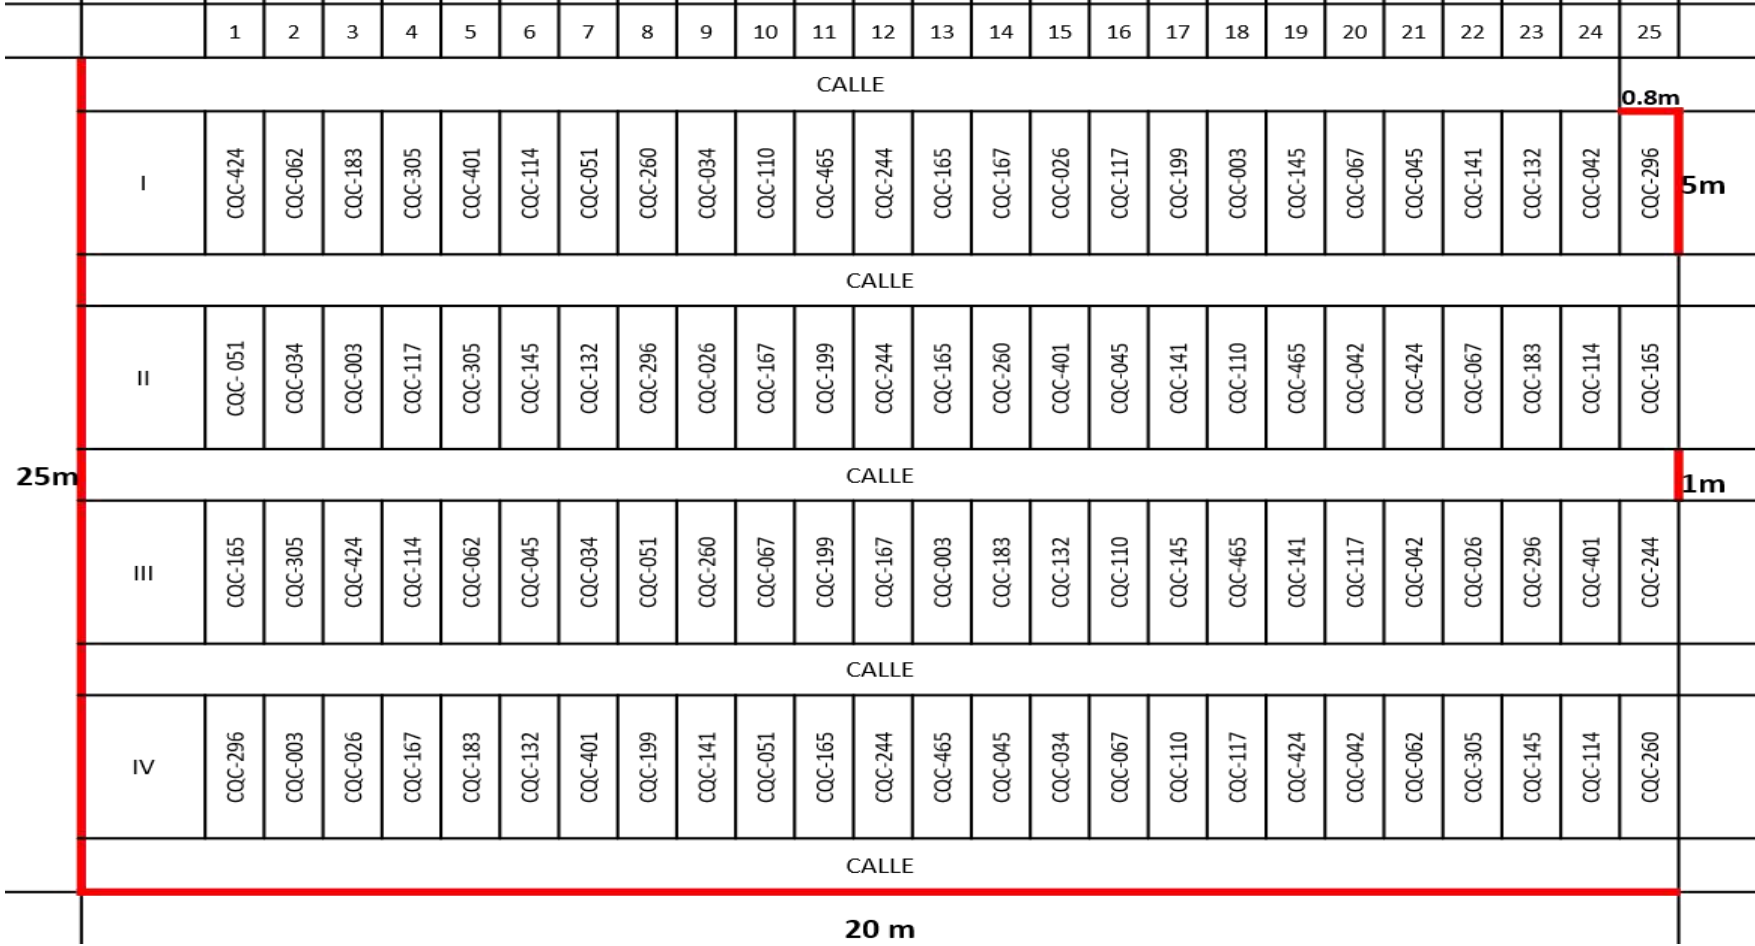 1 2 3 4 5 6 7 8 9 10 11 12 13 14 15 16 17 18 19 20 21 22 23 24 25
CALLE
0.8m
I CQC-424 CQC-062 CQC-183 CQC-305 CQC-401 CQC-114 CQC-051 CQC-260 CQC-034 CQC-110 CQC-465 CQC-244 CQC-165 CQC-167 CQC-026 CQC-117 CQC-199 CQC-003 CQC-145 CQC-067 CQC-045 CQC-141 CQC-132 CQC-042 CQC-296 5m
CALLE
II CQC- 051 CQC-034 CQC-003 CQC-117 CQC-305 CQC-145 CQC-132 CQC-296 CQC-026 CQC-167 CQC-199 CQC-244 CQC-165 CQC-260 CQC-401 CQC-045 CQC-141 CQC-110 CQC-465 CQC-042 CQC-424 CQC-067 CQC-183 CQC-114 CQC-165
25m CALLE 1m
III CQC-165 CQC-305 CQC-424 CQC-114 CQC-062 CQC-045 CQC-034 CQC-051 CQC-260 CQC-067 CQC-199 CQC-167 CQC-003 CQC-183 CQC-132 CQC-110 CQC-145 CQC-465 CQC-141 CQC-117 CQC-042 CQC-026 CQC-296 CQC-401 CQC-244
CALLE
IV CQC-296 CQC-003 CQC-026 CQC-167 CQC-183 CQC-132 CQC-401 CQC-199 CQC-141 CQC-051 CQC-165 CQC-244 CQC-465 CQC-045 CQC-034 CQC-067 CQC-110 CQC-117 CQC-424 CQC-042 CQC-062 CQC-305 CQC-145 CQC-114 CQC-260
CALLE
20 m